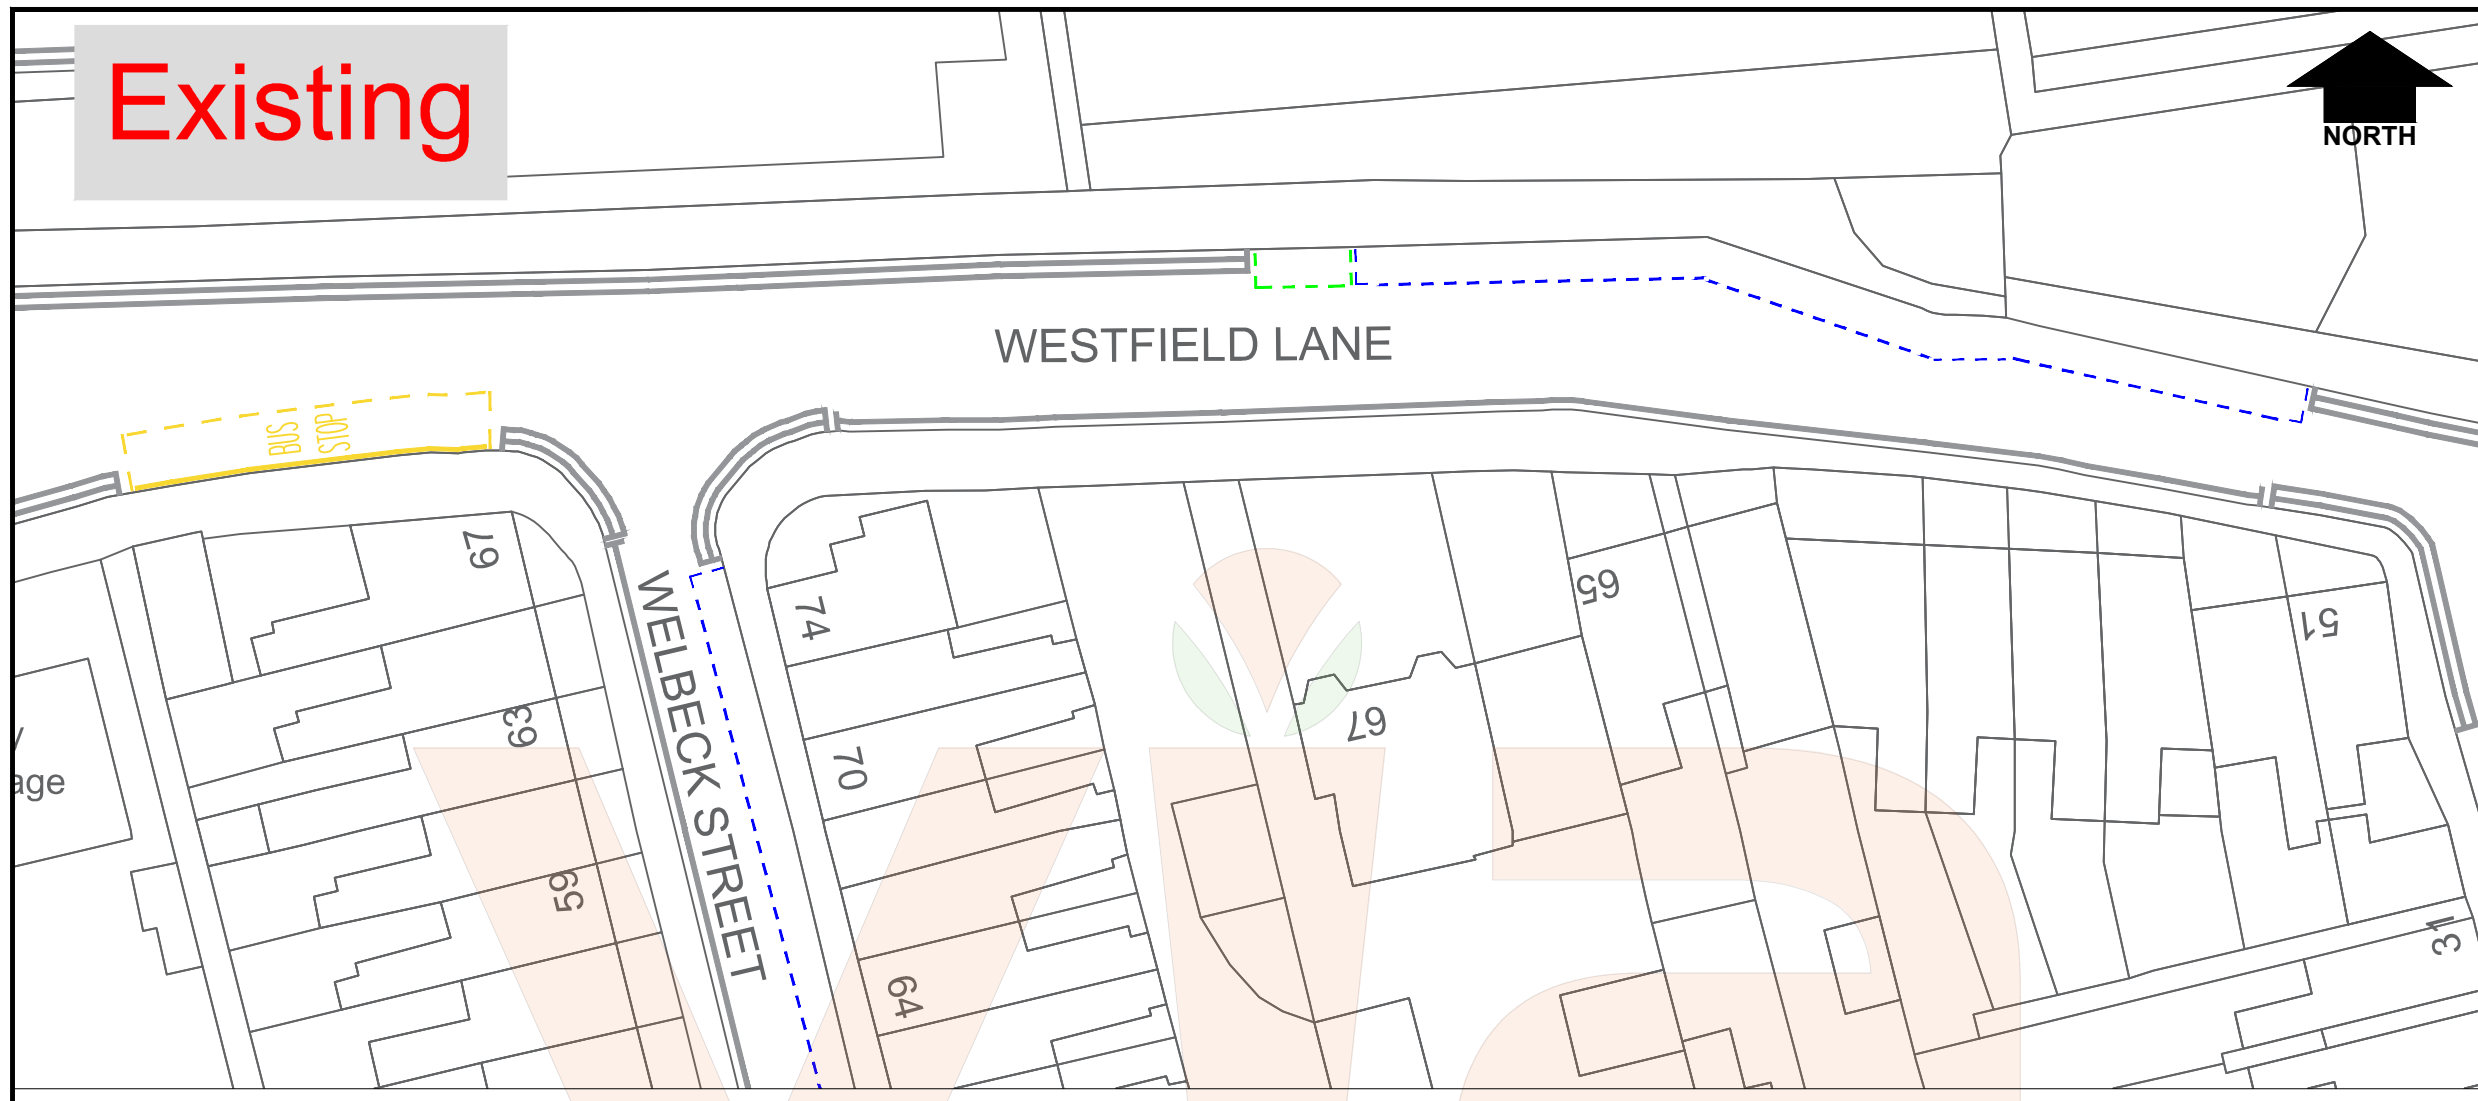 Existing
NORTH
WESTFIELD LANE
BUS
STOP
67
74
65
51
WELBECK STREET
63
67
70
age
59
31
64